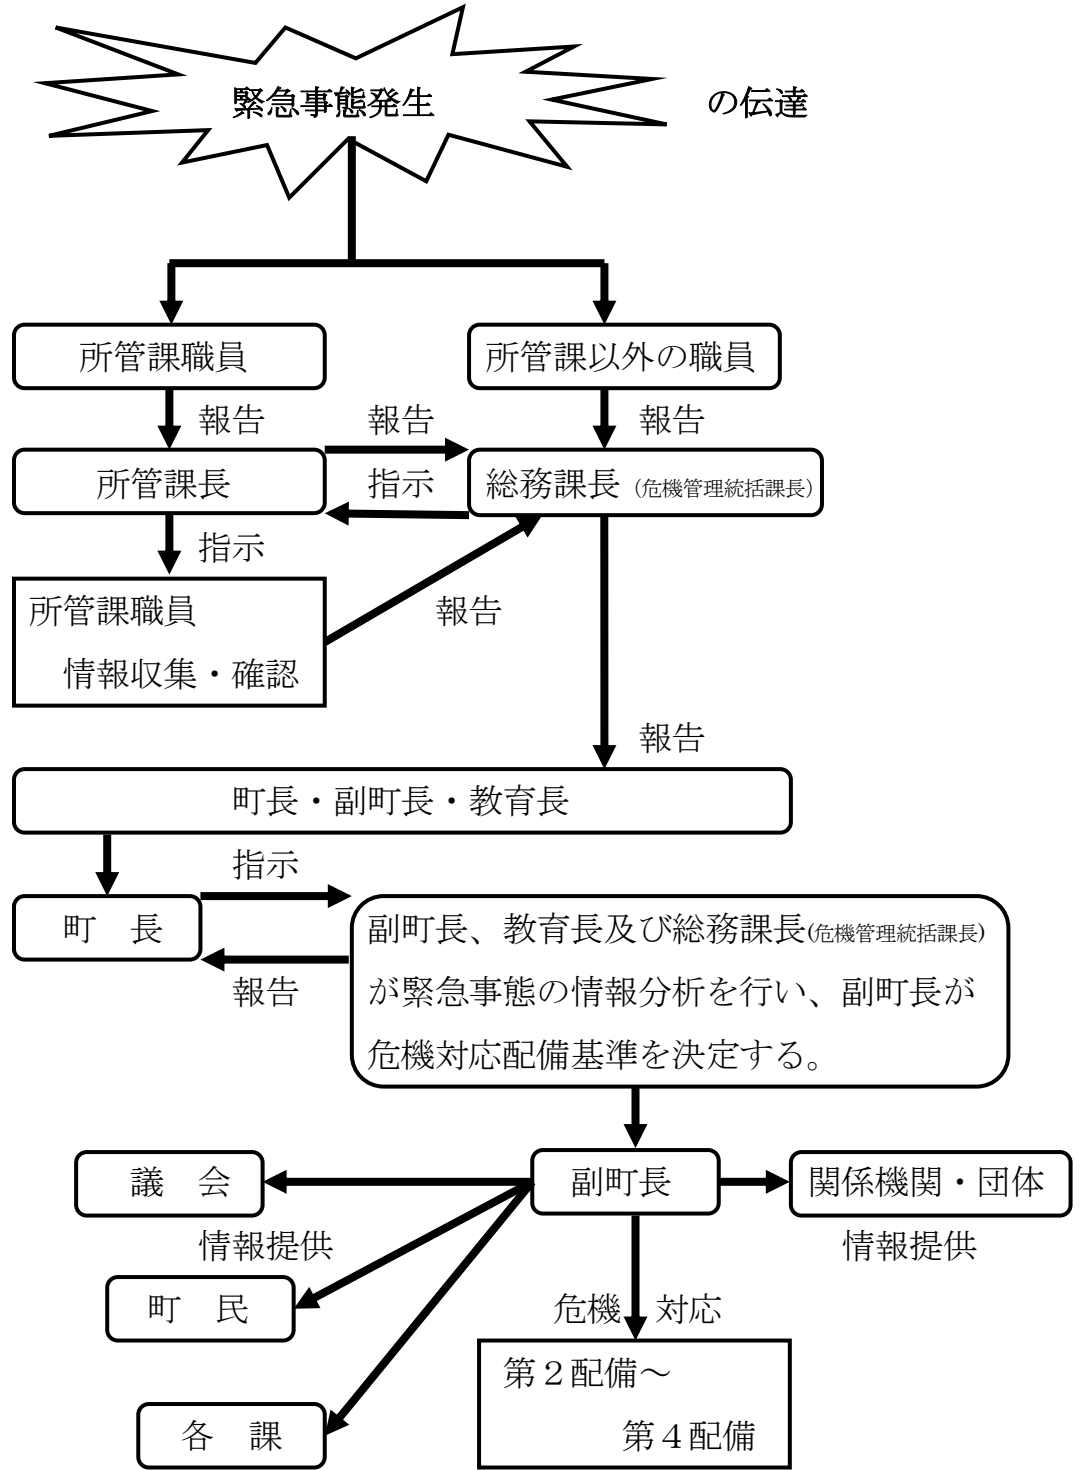 緊急事態発生　の伝達
所管課職員　所管課以外の職員
報告　報告　報告
所管課長　指示　総務課長（危機管理統括課長）
指示
所管課職員
報告
情報収集・確認
報告
町長・副町長・教育長
指示
町　長
副町長、教育長及び総務課長(危機管理統括課長)
報告
が緊急事態の情報分析を行い、副町長が
危機対応配備基準を決定する。
議　会　副町長　関係機関・団体
情報提供　情報提供
町　民　危機　対応
第２配備～
各　課　第４配備